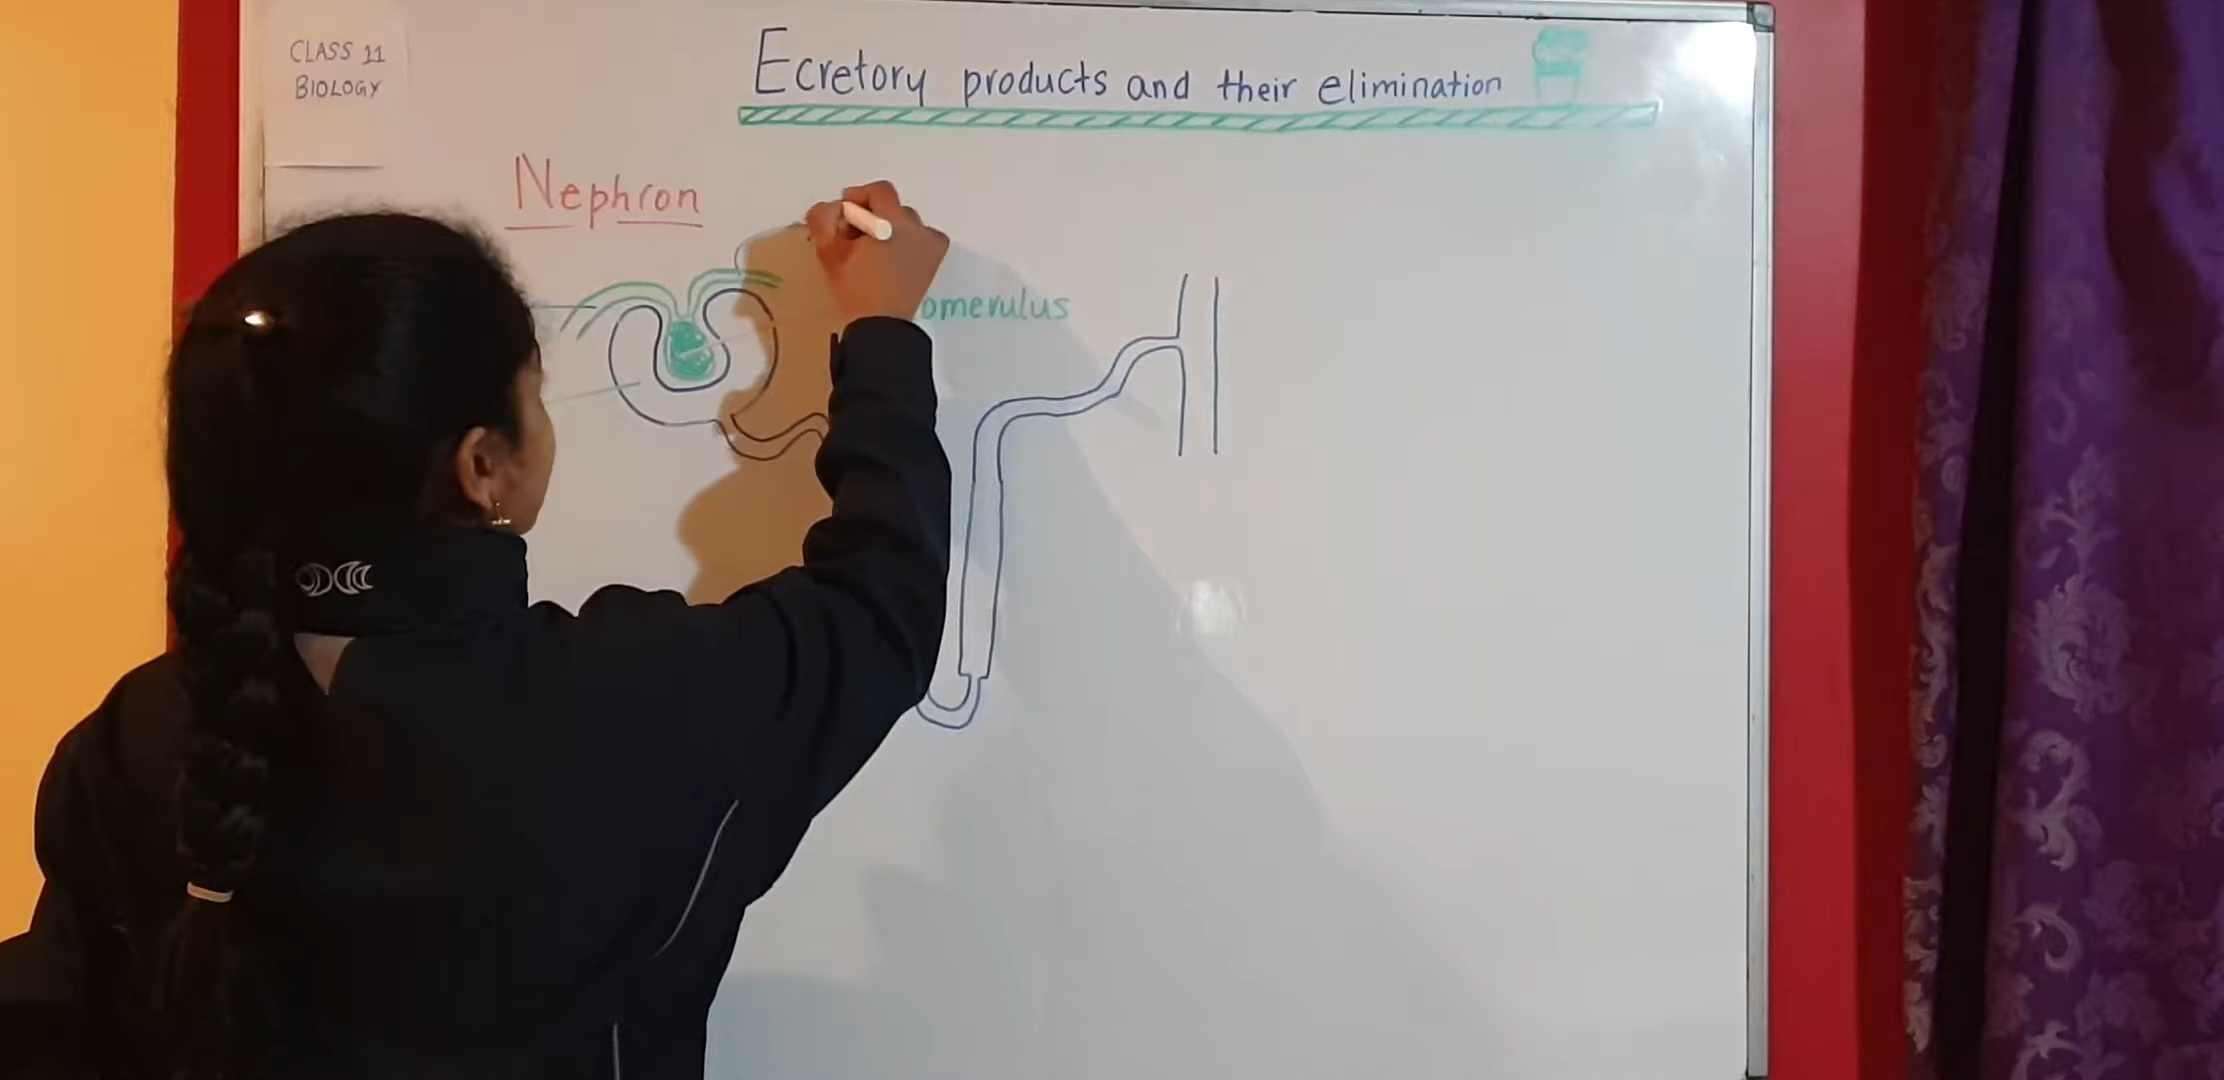 CLASS 11
BIOLOGY
Ecretory products and their elimination
Nephron
omerulus